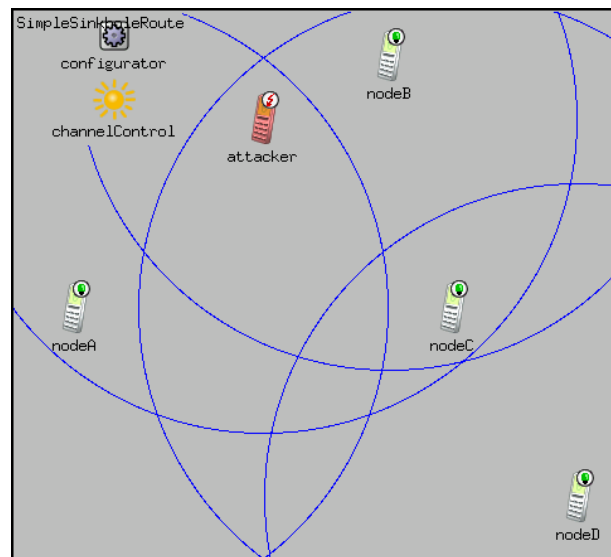 SimpleSinkholeRoute
configurator
nodeB
channelControl
attacker
nodeA
nodeC
nodeD